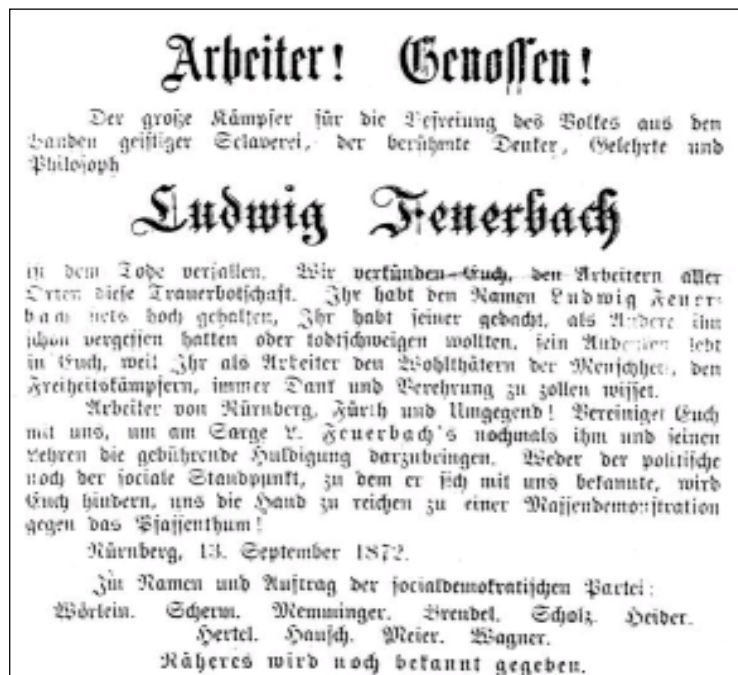 Arbeiter! Genossen!
Der große Kämpfer für die Befreiung des Volkes aus den
Banden geistiger Sclaverei, der berühmte Denker, Gelehrte und
Philosoph
Ludwig Feuerbach
ist dem Tode verfallen. Wir verkünden Euch, den Arbeitern aller
Orten diese Trauerbotschaft. Ihr habt den Namen Ludwig Feuer-
bach stets hoch gehalten, Ihr habt seiner gedacht, als Andere ihn
schon vergessen hatten oder todtschweigen wollten, sein Andenken lebt
in Euch, weil Ihr als Arbeiter den Wohlthätern der Menschheit, den
Freiheitskämpfern, immer Dank und Verehrung zu zollen wisset.
Arbeiter von Nürnberg, Fürth und Umgegend! Vereiniget Euch
mit uns, um am Sarge L. Feuerbach's nochmals ihm und seinen
Lehren die gebührende Huldigung darzubringen. Weder der politische
noch der sociale Standpunkt, zu dem er sich mit uns bekannte, wird
Euch hindern, uns die Hand zu reichen zu einer Massendemonstration
gegen das Pfaffenthum!
Nürnberg, 13. September 1872.
Im Namen und Auftrag der socialdemokratischen Partei:
Wörlein. Scherm. Memminger. Brendel. Scholz. Heider.
Hertel. Hausch. Meier. Wagner.
Näheres wird noch bekannt gegeben.